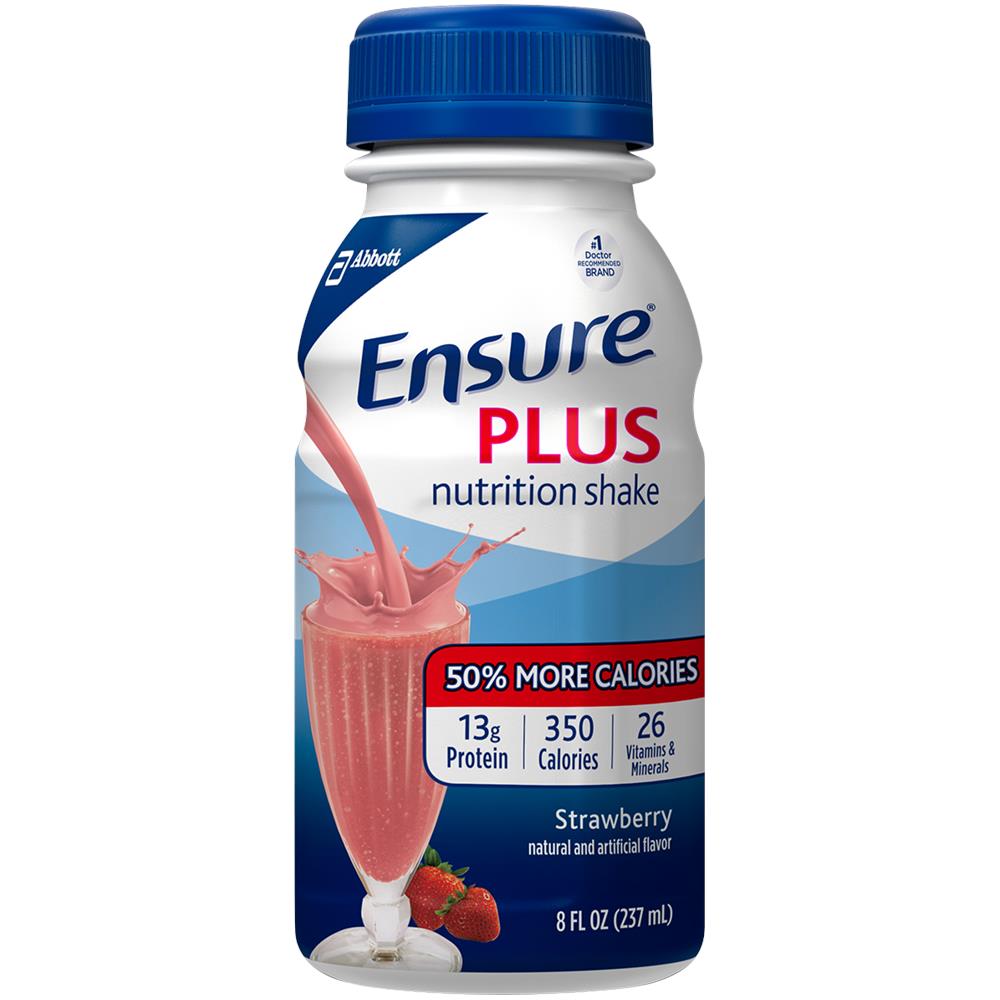 Abbott
#1
Doctor
RECOMMENDED
BRAND
Ensure®
PLUS
nutrition shake
50% MORE CALORIES
13g
Protein
350
Calories
26
Vitamins &
Minerals
Strawberry
natural and artificial flavor
8 FL OZ (237 mL)